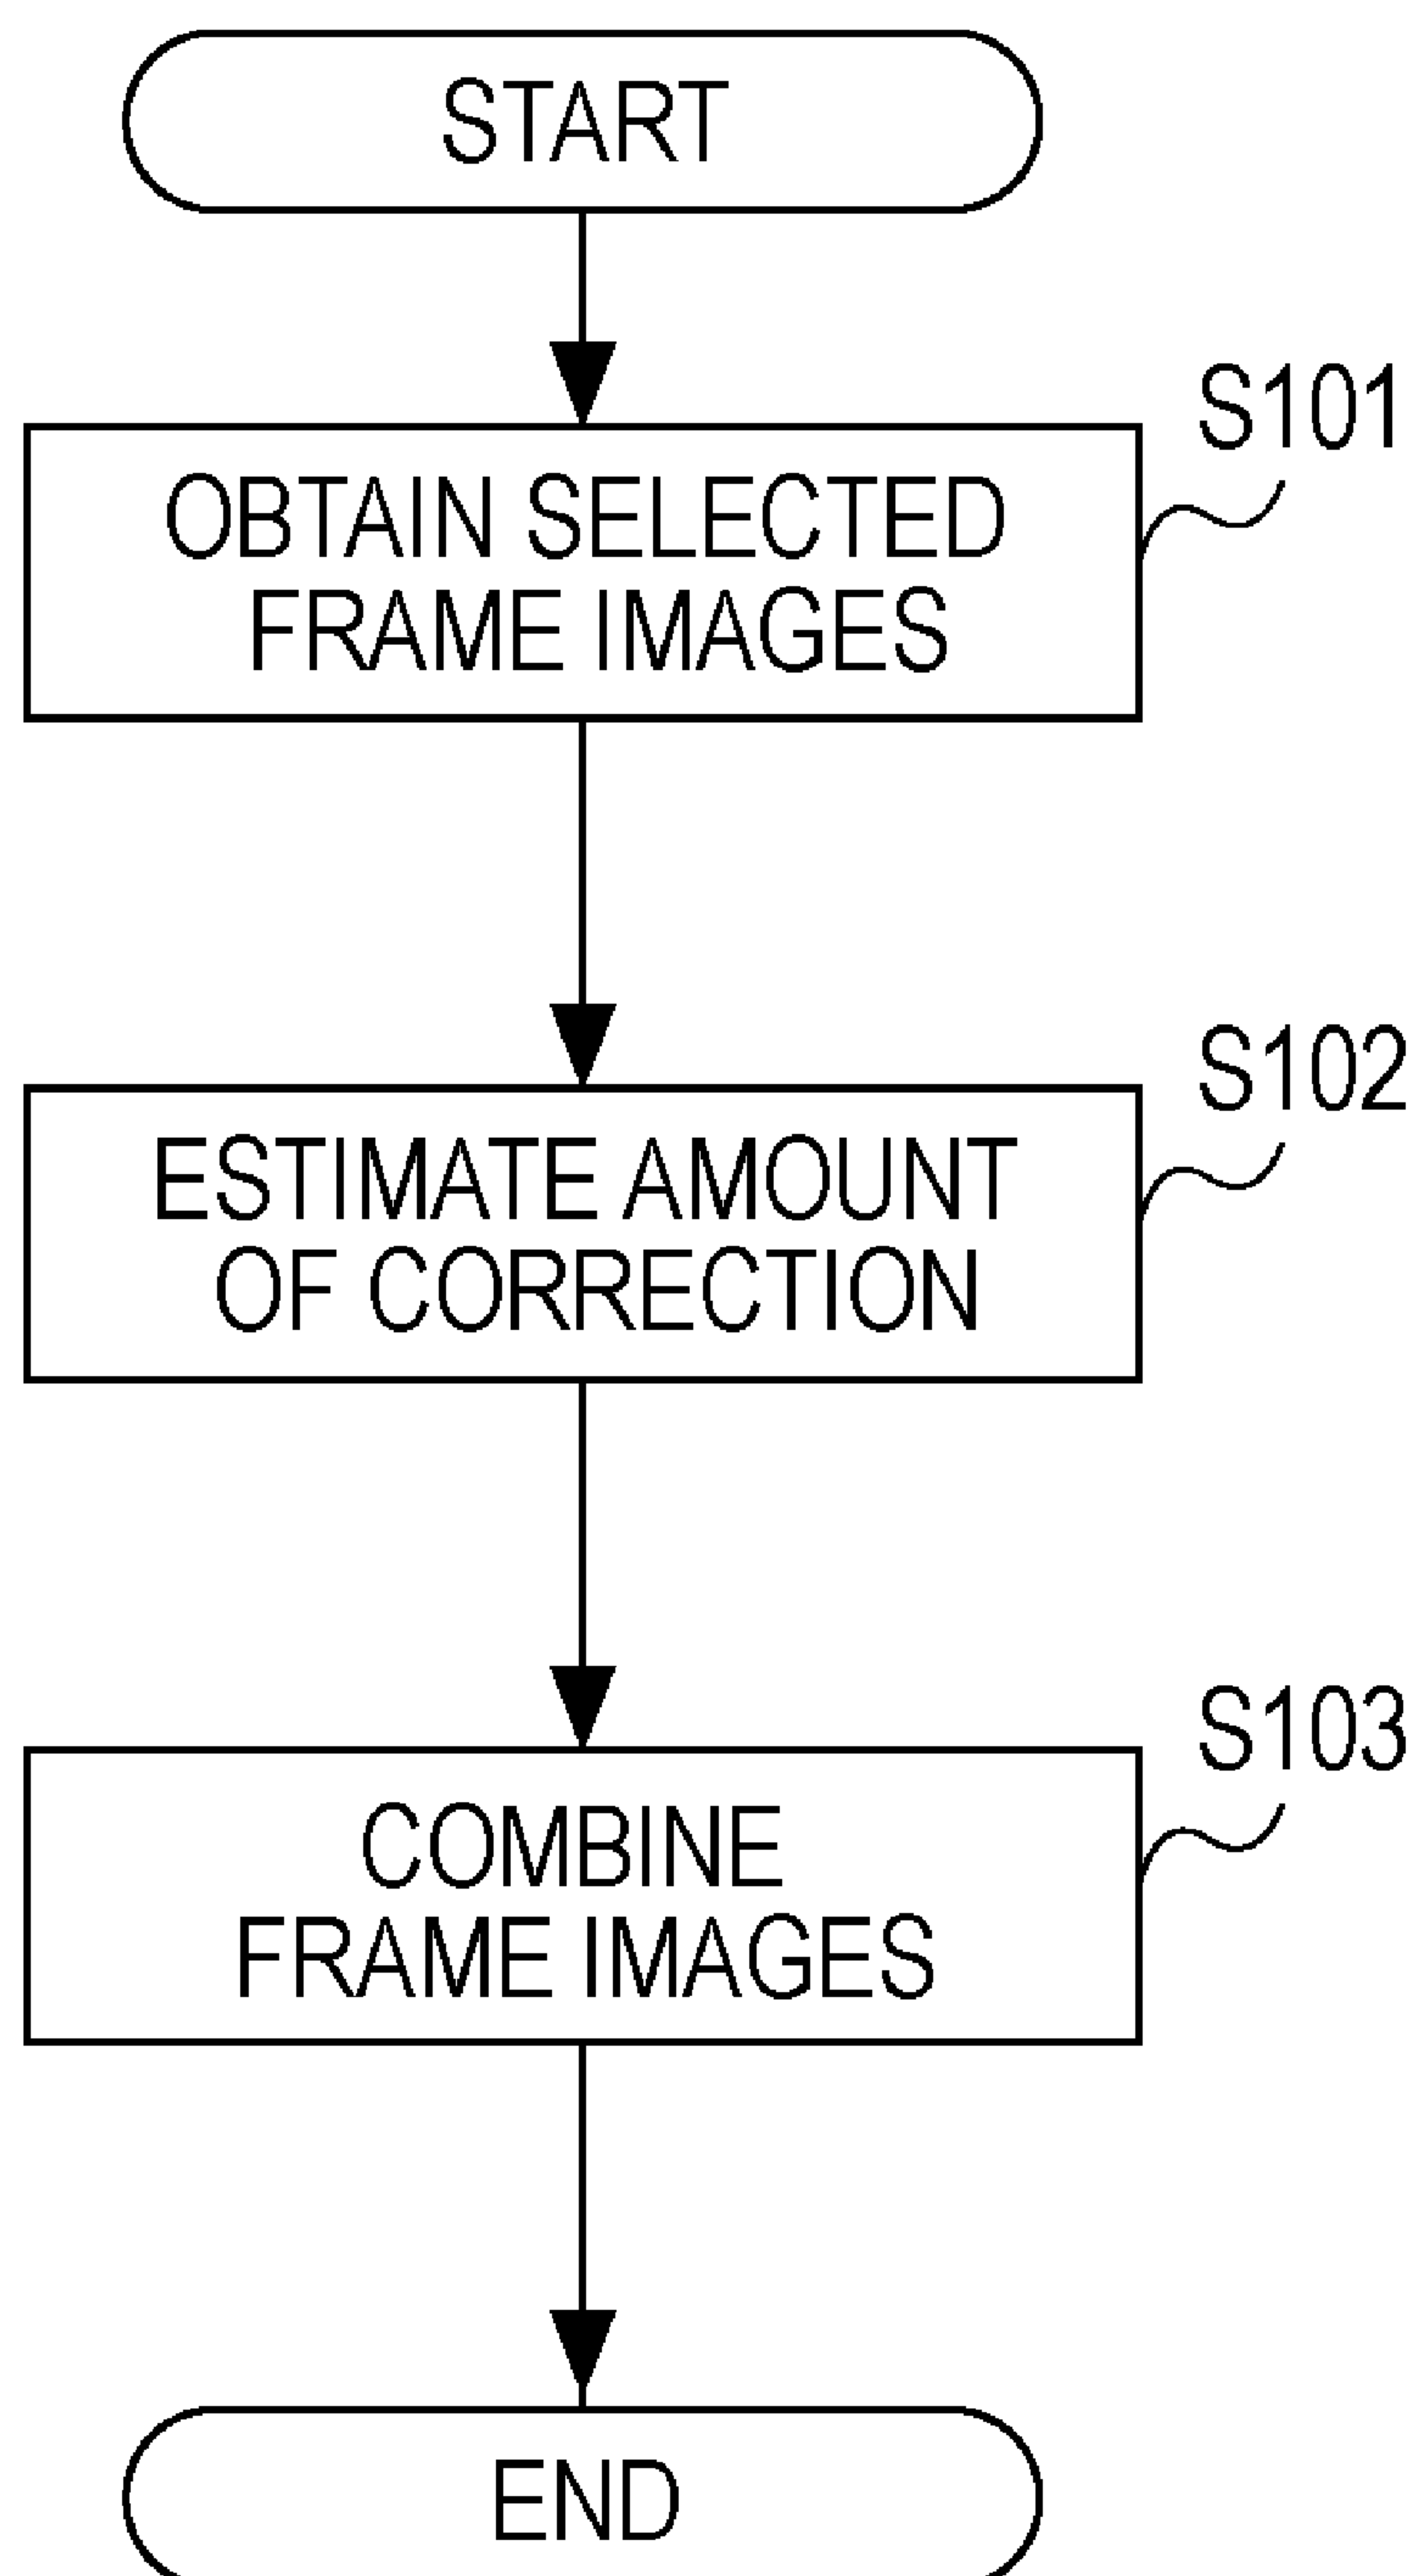 START
S101
OBTAIN SELECTED
FRAME IMAGES
S102
ESTIMATE AMOUNT
OF CORRECTION
S103
COMBINE
FRAME IMAGES
END